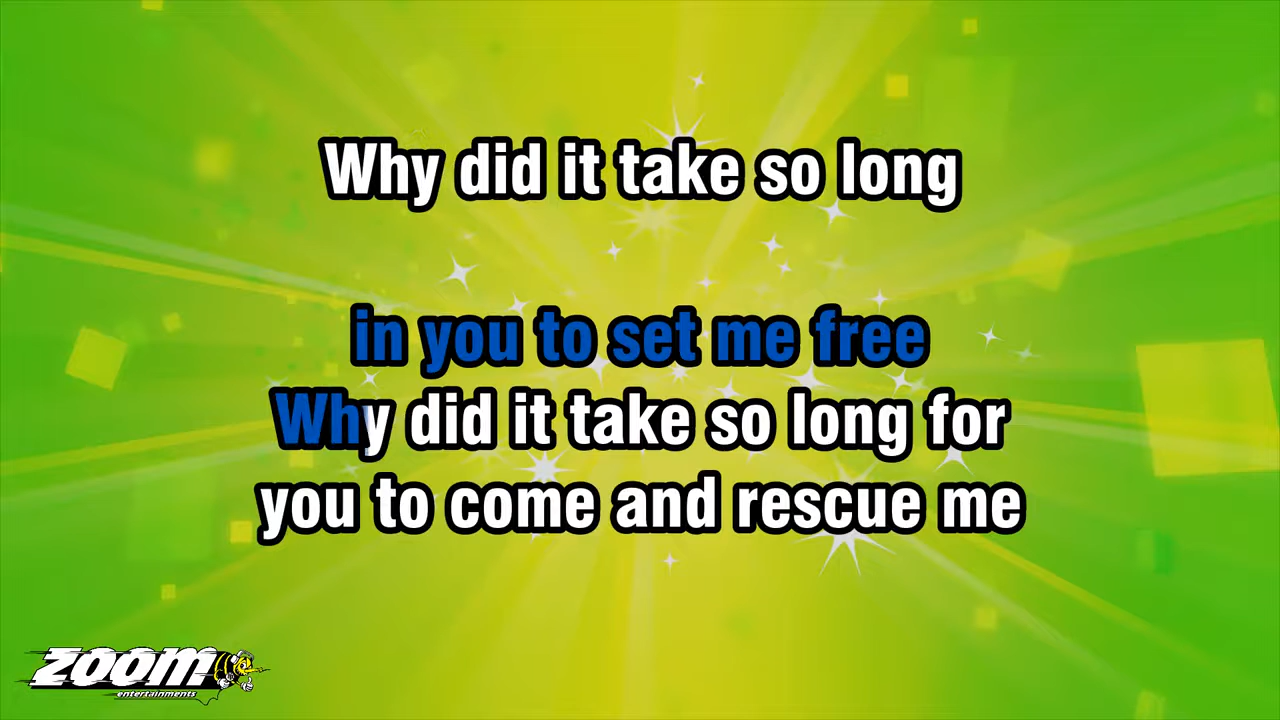 Why did it take so long
in you to set me free
Why did it take so long for
you to come and rescue me
zoom
entertainments